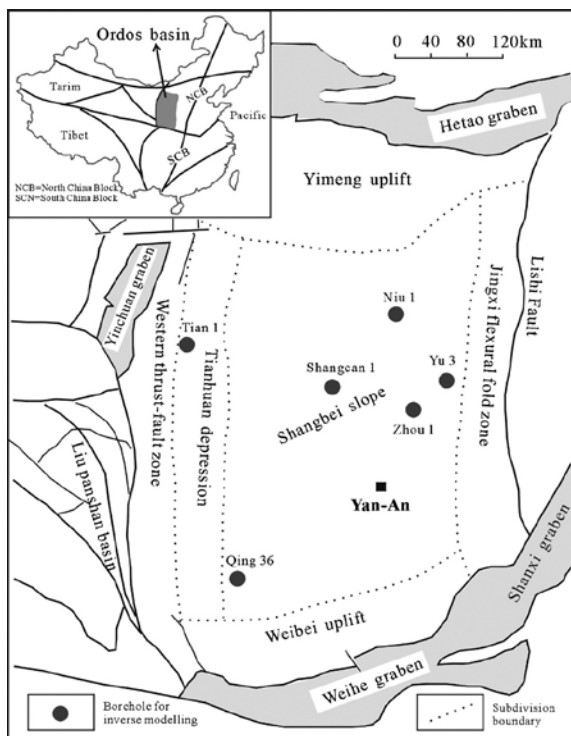 Ordos basin
Tarim
Tibet
NCB
SCB
Pacific
NCB=North China Block
SCN=South China Block
0 40 60 120km
Hetao graben
Yimeng uplift
Yinchuan graben
Western thrust-fault zone
Tian 1
Tianhuan depression
Niu 1
Shangcan 1
Yu 3
Shangbei slope
Zhou 1
Jingxi flexural fold zone
Lishi Fault
Liu panshan basin
Yan-An
Qing 36
Shanxi graben
Weibei uplift
Weihe graben
Borehole for
inverse modelling
Subdivision
boundary